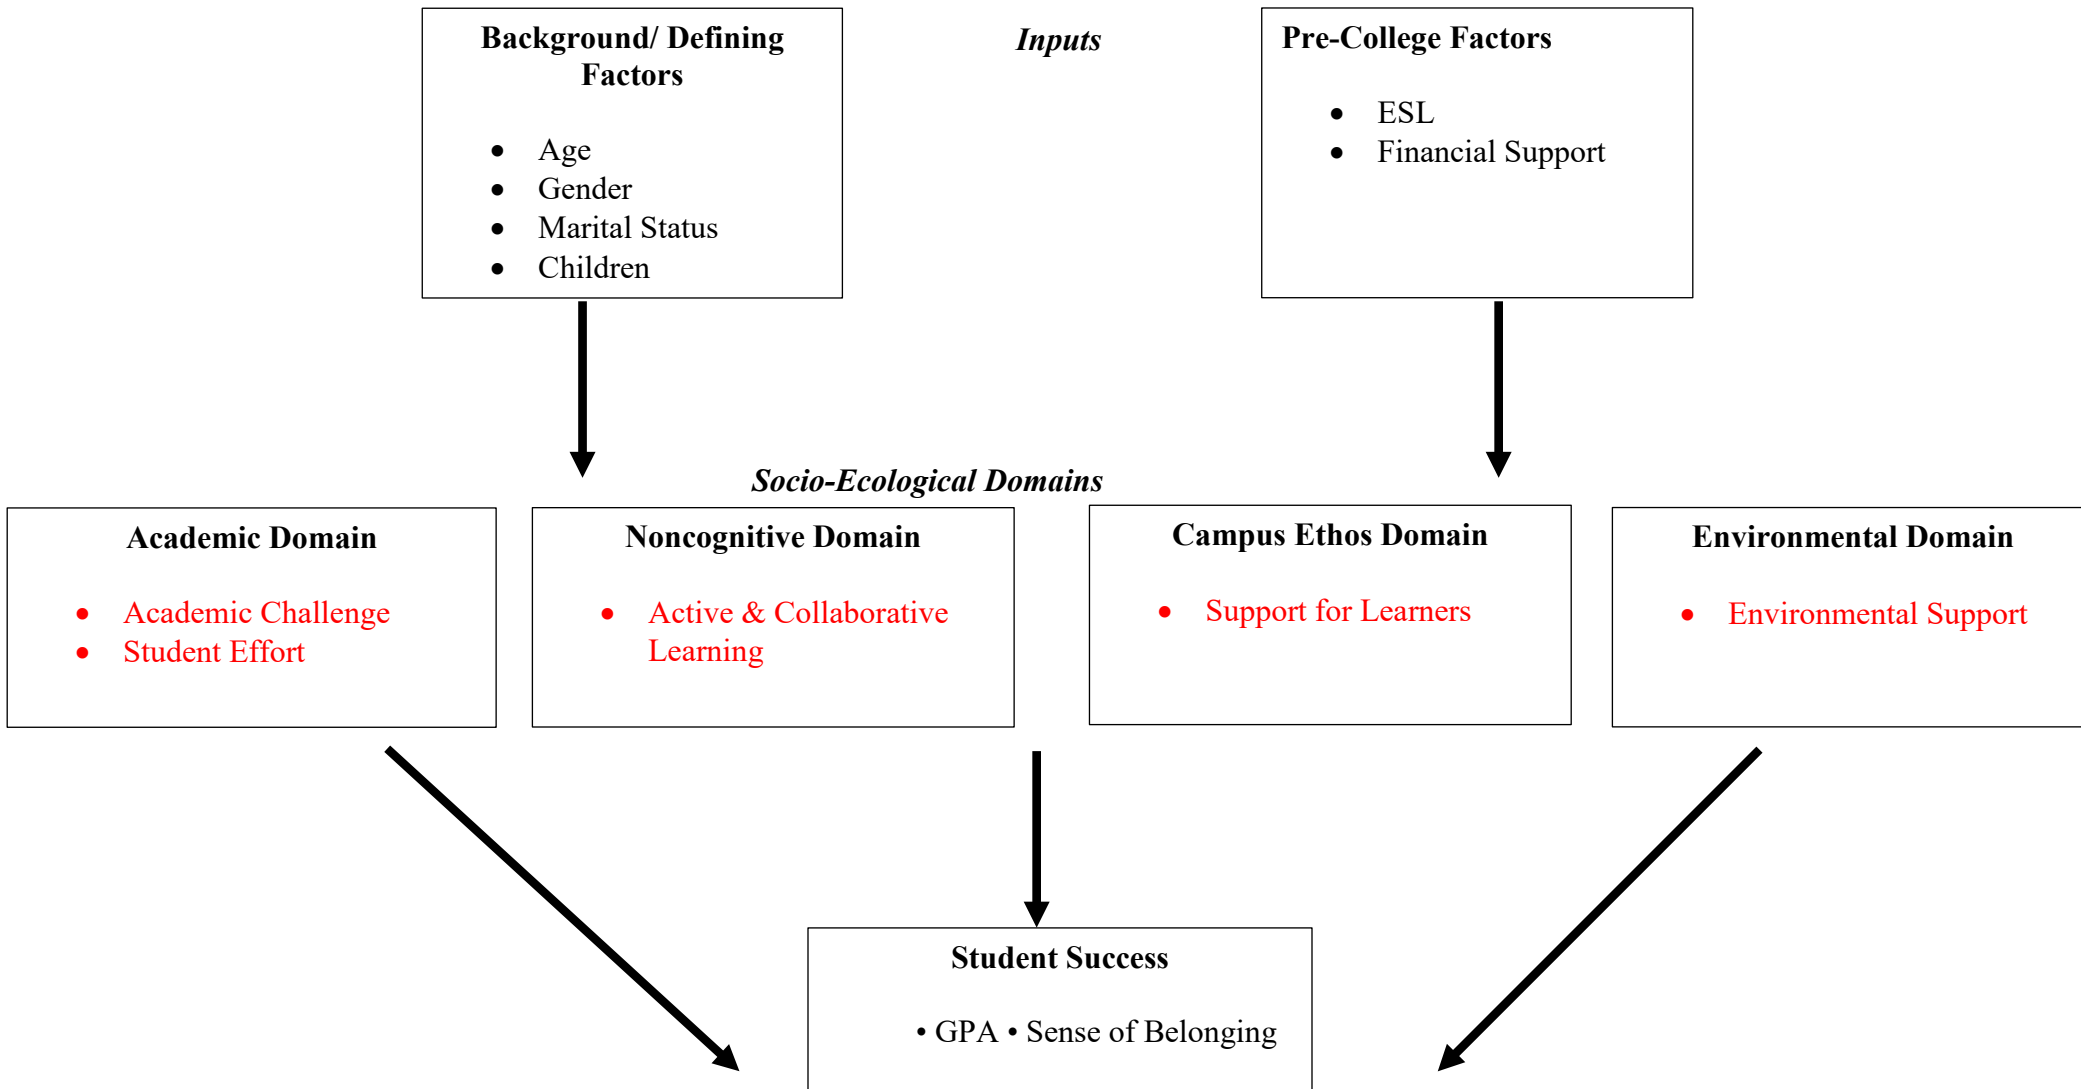 Background/ Defining
Factors
• Age
• Gender
• Marital Status
• Children
Inputs
Pre-College Factors
• ESL
• Financial Support
Socio-Ecological Domains
Academic Domain
• Academic Challenge
• Student Effort
Noncognitive Domain
• Active & Collaborative
Learning
Campus Ethos Domain
• Support for Learners
Environmental Domain
• Environmental Support
Student Success
• GPA • Sense of Belonging